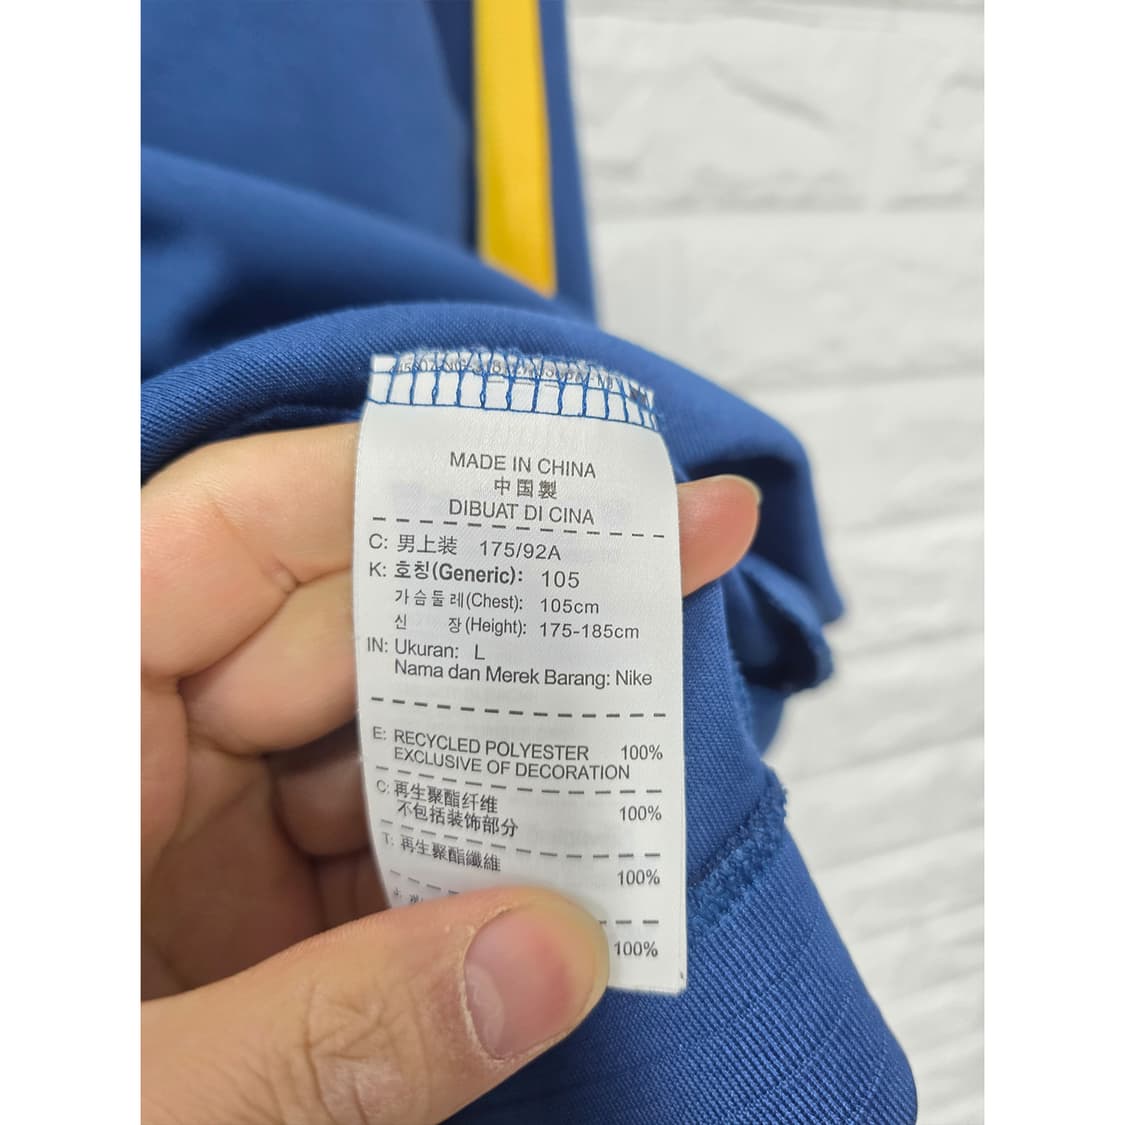 MADE IN CHINA
中国製
DIBUAT DI CINA
C: 男上装 175/92A
K: 호칭(Generic): 105
가슴둘레(Chest): 105cm
신 장(Height): 175-185cm
IN: Ukuran: L
Nama dan Merek Barang: Nike
E: RECYCLED POLYESTER 100%
EXCLUSIVE OF DECORATION
C: 再生聚酯纤维
不包括装饰部分 100%
T: 再生聚酯纖維 100%
100%